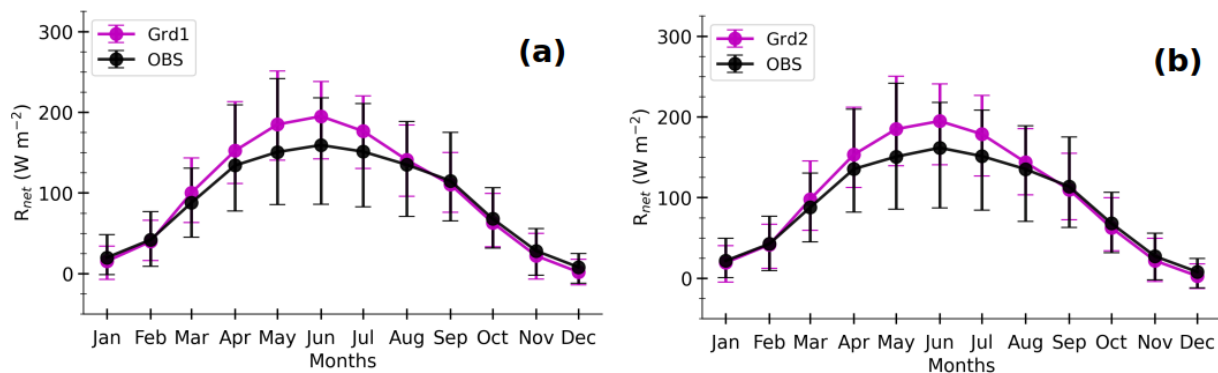 (a)
Grd1
OBS
300
200
100
0
R_net (W m⁻²)
Jan Feb Mar Apr May Jun Jul Aug Sep Oct Nov Dec
Months
(b)
Grd2
OBS
300
200
100
0
R_net (W m⁻²)
Jan Feb Mar Apr May Jun Jul Aug Sep Oct Nov Dec
Months